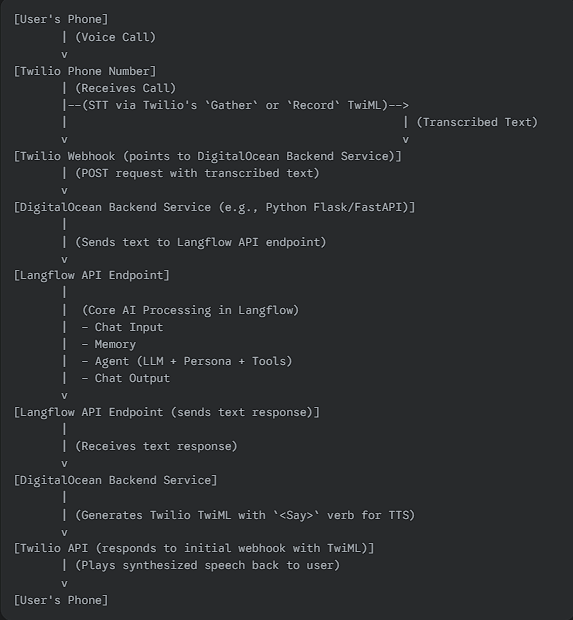 [User's Phone]
       | (Voice Call)
       v
[Twilio Phone Number]
       | (Receives Call)
       |--(STT via Twilio's `Gather` or `Record` TwiML)-->
       |                                                 | (Transcribed Text)
       v                                                 v
[Twilio Webhook (points to DigitalOcean Backend Service)]
       | (POST request with transcribed text)
       v
[DigitalOcean Backend Service (e.g., Python Flask/FastAPI)]
       |
       | (Sends text to Langflow API endpoint)
       v
[Langflow API Endpoint]
       |
       |  (Core AI Processing in Langflow)
       |  - Chat Input
       |  - Memory
       |  - Agent (LLM + Persona + Tools)
       |  - Chat Output
       v
[Langflow API Endpoint (sends text response)]
       |
       | (Receives text response)
       v
[DigitalOcean Backend Service]
       |
       | (Generates Twilio TwiML with `<Say>` verb for TTS)
       v
[Twilio API (responds to initial webhook with TwiML)]
       | (Plays synthesized speech back to user)
       v
[User's Phone]